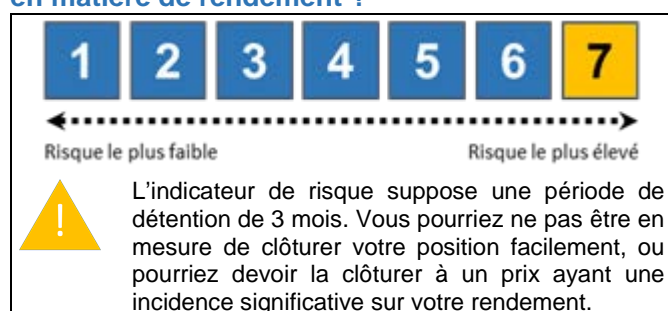 en matière de rendement ?
1 2 3 4 5 6 7
Risque le plus faible Risque le plus élevé
!
L'indicateur de risque suppose une période de
détention de 3 mois. Vous pourriez ne pas être en
mesure de clôturer votre position facilement, ou
pourriez devoir la clôturer à un prix ayant une
incidence significative sur votre rendement.